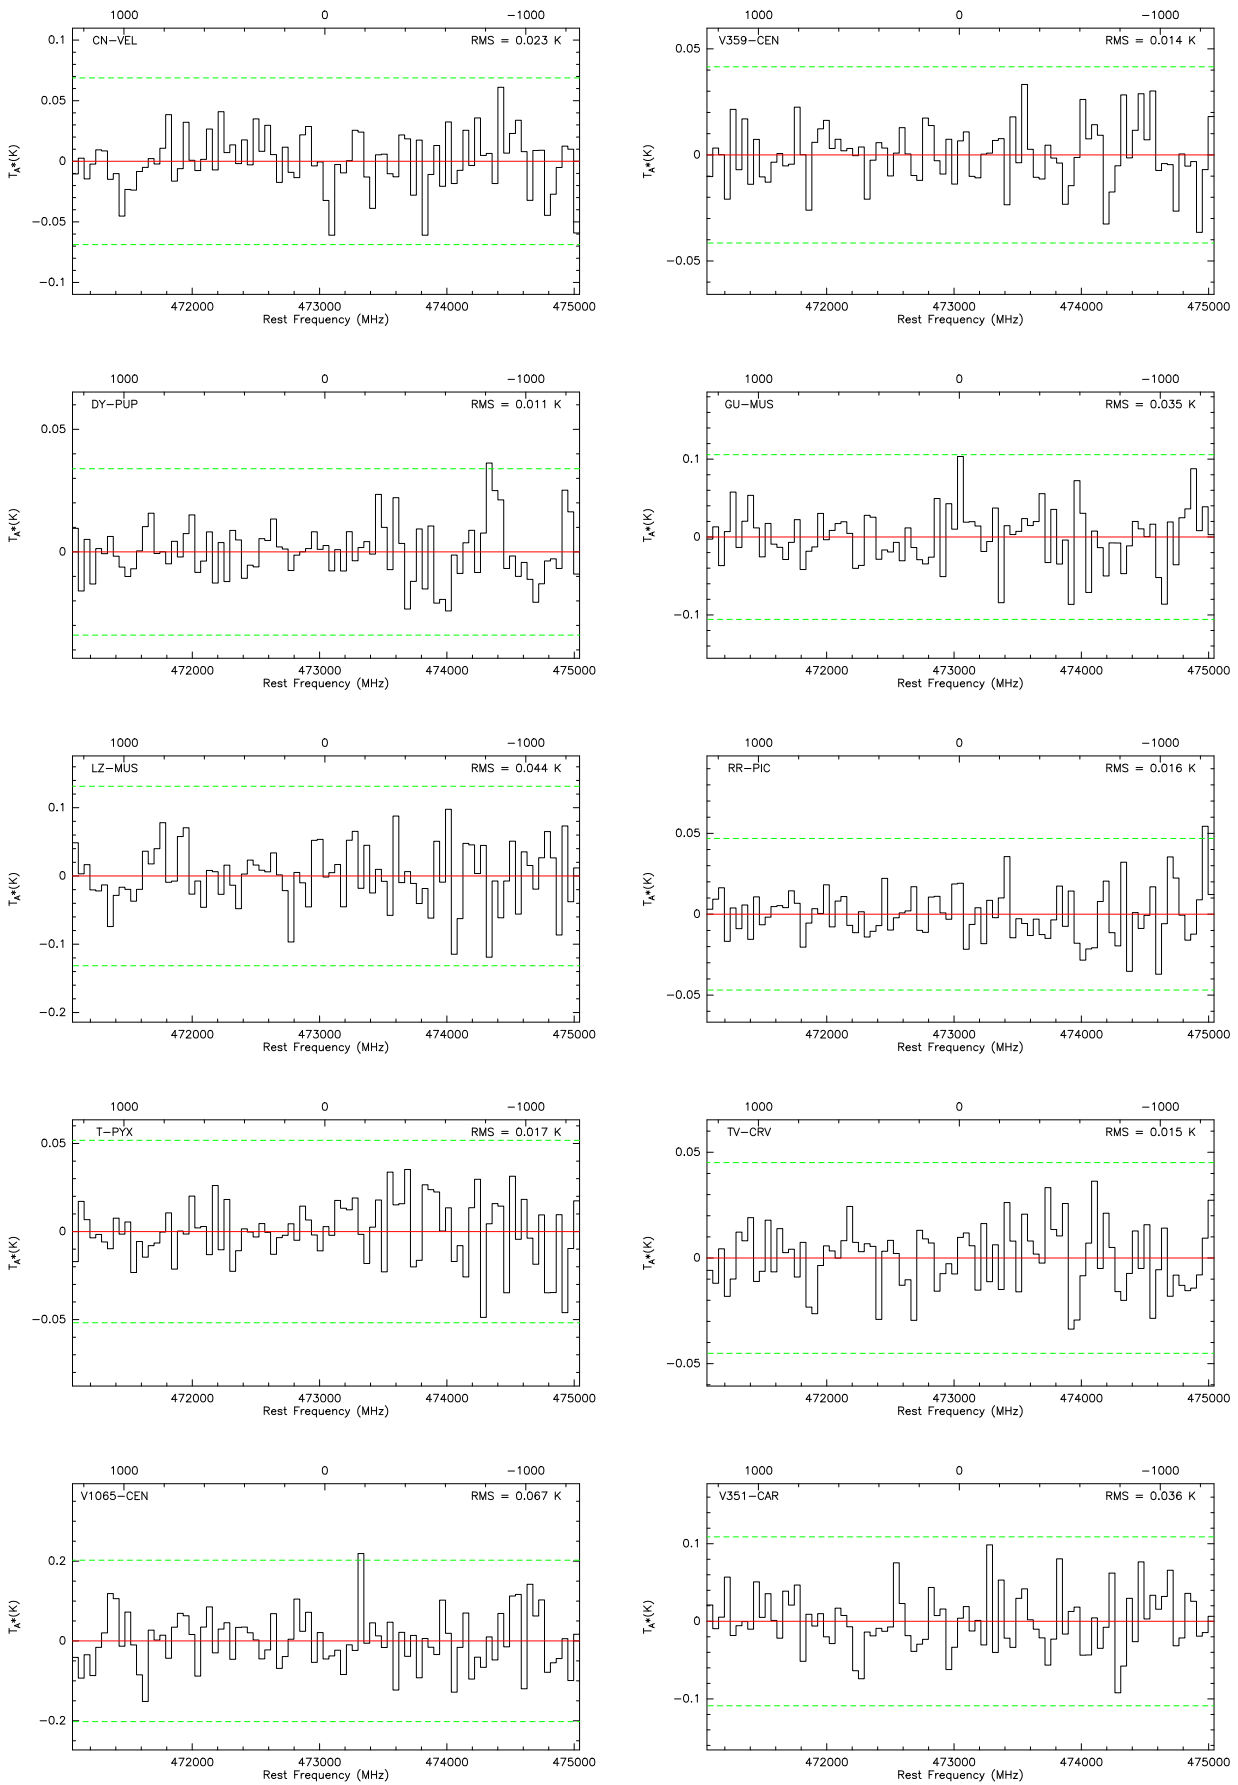 1000 0 −1000
CN−VEL RMS = 0.023 K
0.1
0.05
0
−0.05
−0.1
T_A*(K)
472000 473000 474000 475000
Rest Frequency (MHz)
1000 0 −1000
V359−CEN RMS = 0.014 K
0.05
0
−0.05
T_A*(K)
472000 473000 474000 475000
Rest Frequency (MHz)
1000 0 −1000
DY−PUP RMS = 0.011 K
0.05
0
T_A*(K)
472000 473000 474000 475000
Rest Frequency (MHz)
1000 0 −1000
GU−MUS RMS = 0.035 K
0.1
0
−0.1
T_A*(K)
472000 473000 474000 475000
Rest Frequency (MHz)
1000 0 −1000
LZ−MUS RMS = 0.044 K
0.1
0
−0.1
−0.2
T_A*(K)
472000 473000 474000 475000
Rest Frequency (MHz)
1000 0 −1000
RR−PIC RMS = 0.016 K
0.05
0
−0.05
T_A*(K)
472000 473000 474000 475000
Rest Frequency (MHz)
1000 0 −1000
T−PYX RMS = 0.017 K
0.05
0
−0.05
T_A*(K)
472000 473000 474000 475000
Rest Frequency (MHz)
1000 0 −1000
TV−CRV RMS = 0.015 K
0.05
0
−0.05
T_A*(K)
472000 473000 474000 475000
Rest Frequency (MHz)
1000 0 −1000
V1065−CEN RMS = 0.067 K
0.2
0
−0.2
T_A*(K)
472000 473000 474000 475000
Rest Frequency (MHz)
1000 0 −1000
V351−CAR RMS = 0.036 K
0.1
0
−0.1
T_A*(K)
472000 473000 474000 475000
Rest Frequency (MHz)